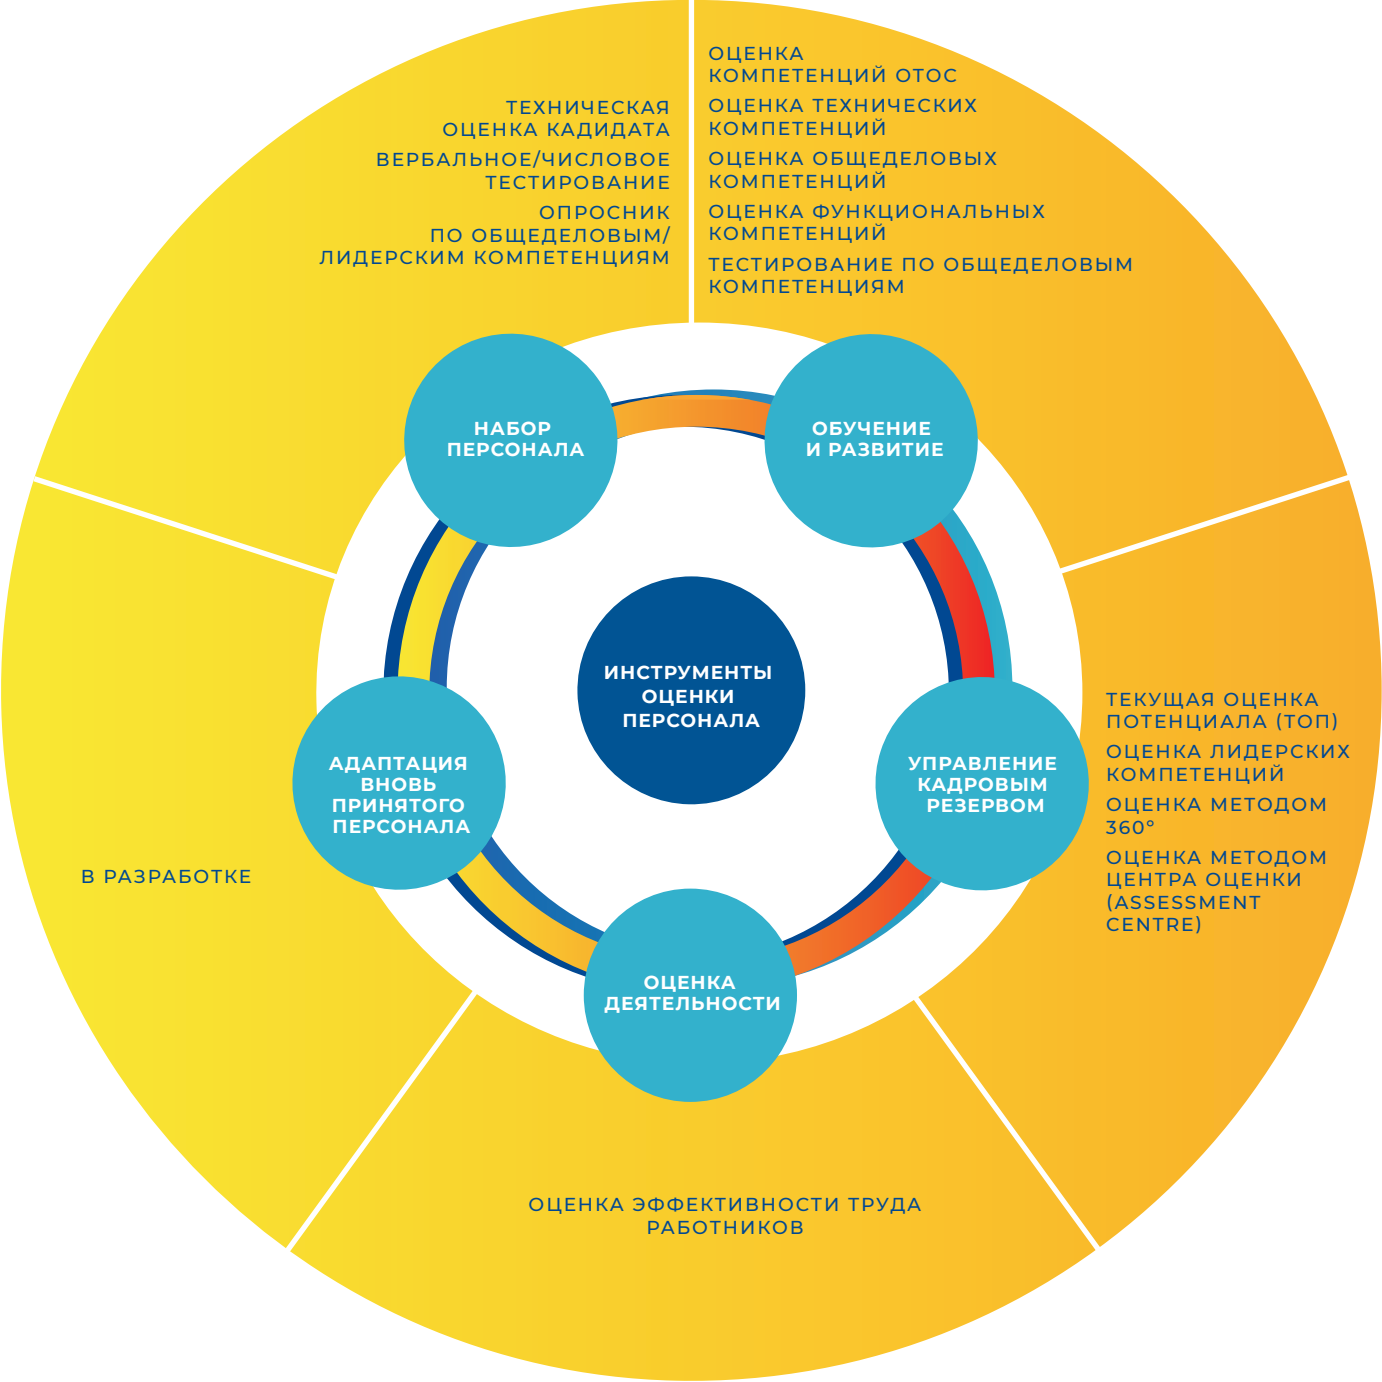 ТЕХНИЧЕСКАЯ
ОЦЕНКА КАДИДАТА
ВЕРБАЛЬНОЕ/ЧИСЛОВОЕ
ТЕСТИРОВАНИЕ
ОПРОСНИК
ПО ОБЩЕДЕЛОВЫМ/
ЛИДЕРСКИМ КОМПЕТЕНЦИЯМ
ОЦЕНКА
КОМПЕТЕНЦИЙ ОТОС
ОЦЕНКА ТЕХНИЧЕСКИХ
КОМПЕТЕНЦИЙ
ОЦЕНКА ОБЩЕДЕЛОВЫХ
КОМПЕТЕНЦИЙ
ОЦЕНКА ФУНКЦИОНАЛЬНЫХ
КОМПЕТЕНЦИЙ
ТЕСТИРОВАНИЕ ПО ОБЩЕДЕЛОВЫМ
КОМПЕТЕНЦИЯМ
НАБОР
ПЕРСОНАЛА
ОБУЧЕНИЕ
И РАЗВИТИЕ
ИНСТРУМЕНТЫ
ОЦЕНКИ
ПЕРСОНАЛА
АДАПТАЦИЯ
ВНОВЬ
ПРИНЯТОГО
ПЕРСОНАЛА
УПРАВЛЕНИЕ
КАДРОВЫМ
РЕЗЕРВОМ
ТЕКУЩАЯ ОЦЕНКА
ПОТЕНЦИАЛА (ТОП)
ОЦЕНКА ЛИДЕРСКИХ
КОМПЕТЕНЦИЙ
ОЦЕНКА МЕТОДОМ
360°
ОЦЕНКА МЕТОДОМ
ЦЕНТРА ОЦЕНКИ
(ASSESSMENT
CENTRE)
В РАЗРАБОТКЕ
ОЦЕНКА
ДЕЯТЕЛЬНОСТИ
ОЦЕНКА ЭФФЕКТИВНОСТИ ТРУДА
РАБОТНИКОВ